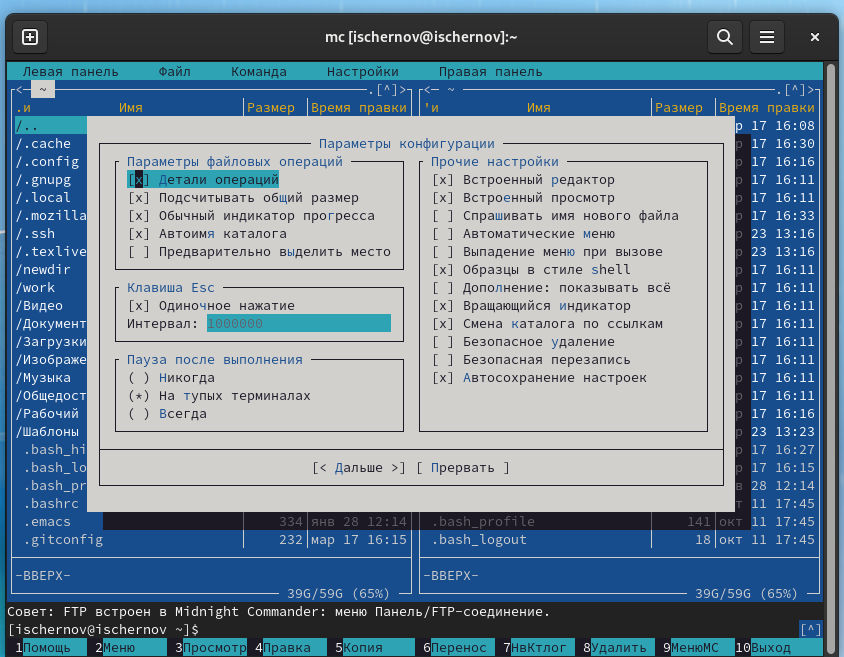 mc [ischernov@ischernov]:~
Левая панель Файл Команда Настройки Правая панель
<- ~ .[^]> <- ~ .[^]>
.и Имя Размер Время правки 'и Имя Размер Время правки
/.. р 17 16:08
/.cache р 17 16:30
Параметры конфигурации
/.config Параметры файловых операций Прочие настройки р 17 16:16
/.gnupg [x] Детали операций [x] Встроенный редактор р 17 16:11
/.local [x] Подсчитывать общий размер [x] Встроенный просмотр р 17 16:11
/.mozilla [x] Обычный индикатор прогресса [ ] Спрашивать имя нового файла р 17 16:33
/.ssh [x] Автоимя каталога [ ] Автоматические меню р 23 13:16
/.texlive [ ] Предварительно выделить место [ ] Выпадение меню при вызове р 23 13:16
/newdir [x] Образцы в стиле shell р 17 16:11
/work Клавиша Esc [ ] Дополнение: показывать всё р 17 16:11
/Видео [x] Одиночное нажатие [x] Вращающийся индикатор р 17 16:11
/Документ Интервал: 1000000 [x] Смена каталога по ссылкам р 17 16:11
/Загрузки [ ] Безопасное удаление р 17 16:11
/Изображе Пауза после выполнения [ ] Безопасная перезапись р 17 16:11
/Музыка ( ) Никогда [x] Автосохранение настроек р 17 16:11
/Общедост (*) На тупых терминалах р 17 16:11
/Рабочий ( ) Всегда р 17 16:16
/Шаблоны р 23 13:23
.bash_hi р 17 16:27
.bash_lo [< Дальше >] [ Прервать ] р 17 16:15
.bash_pr в 28 12:14
.bashrc т 11 17:45
.emacs 334 янв 28 12:14 .bash_profile 141 окт 11 17:45
.gitconfig 232 мар 17 16:15 .bash_logout 18 окт 11 17:45
-ВВЕРХ- -ВВЕРХ-
39G/59G (65%) 39G/59G (65%)
Совет: FTP встроен в Midnight Commander: меню Панель/FTP-соединение.
[ischernov@ischernov ~]$ [^]
1Помощь 2Меню 3Просмотр 4Правка 5Копия 6Перенос 7НвКтлог 8Удалить 9МенюМС 10Выход